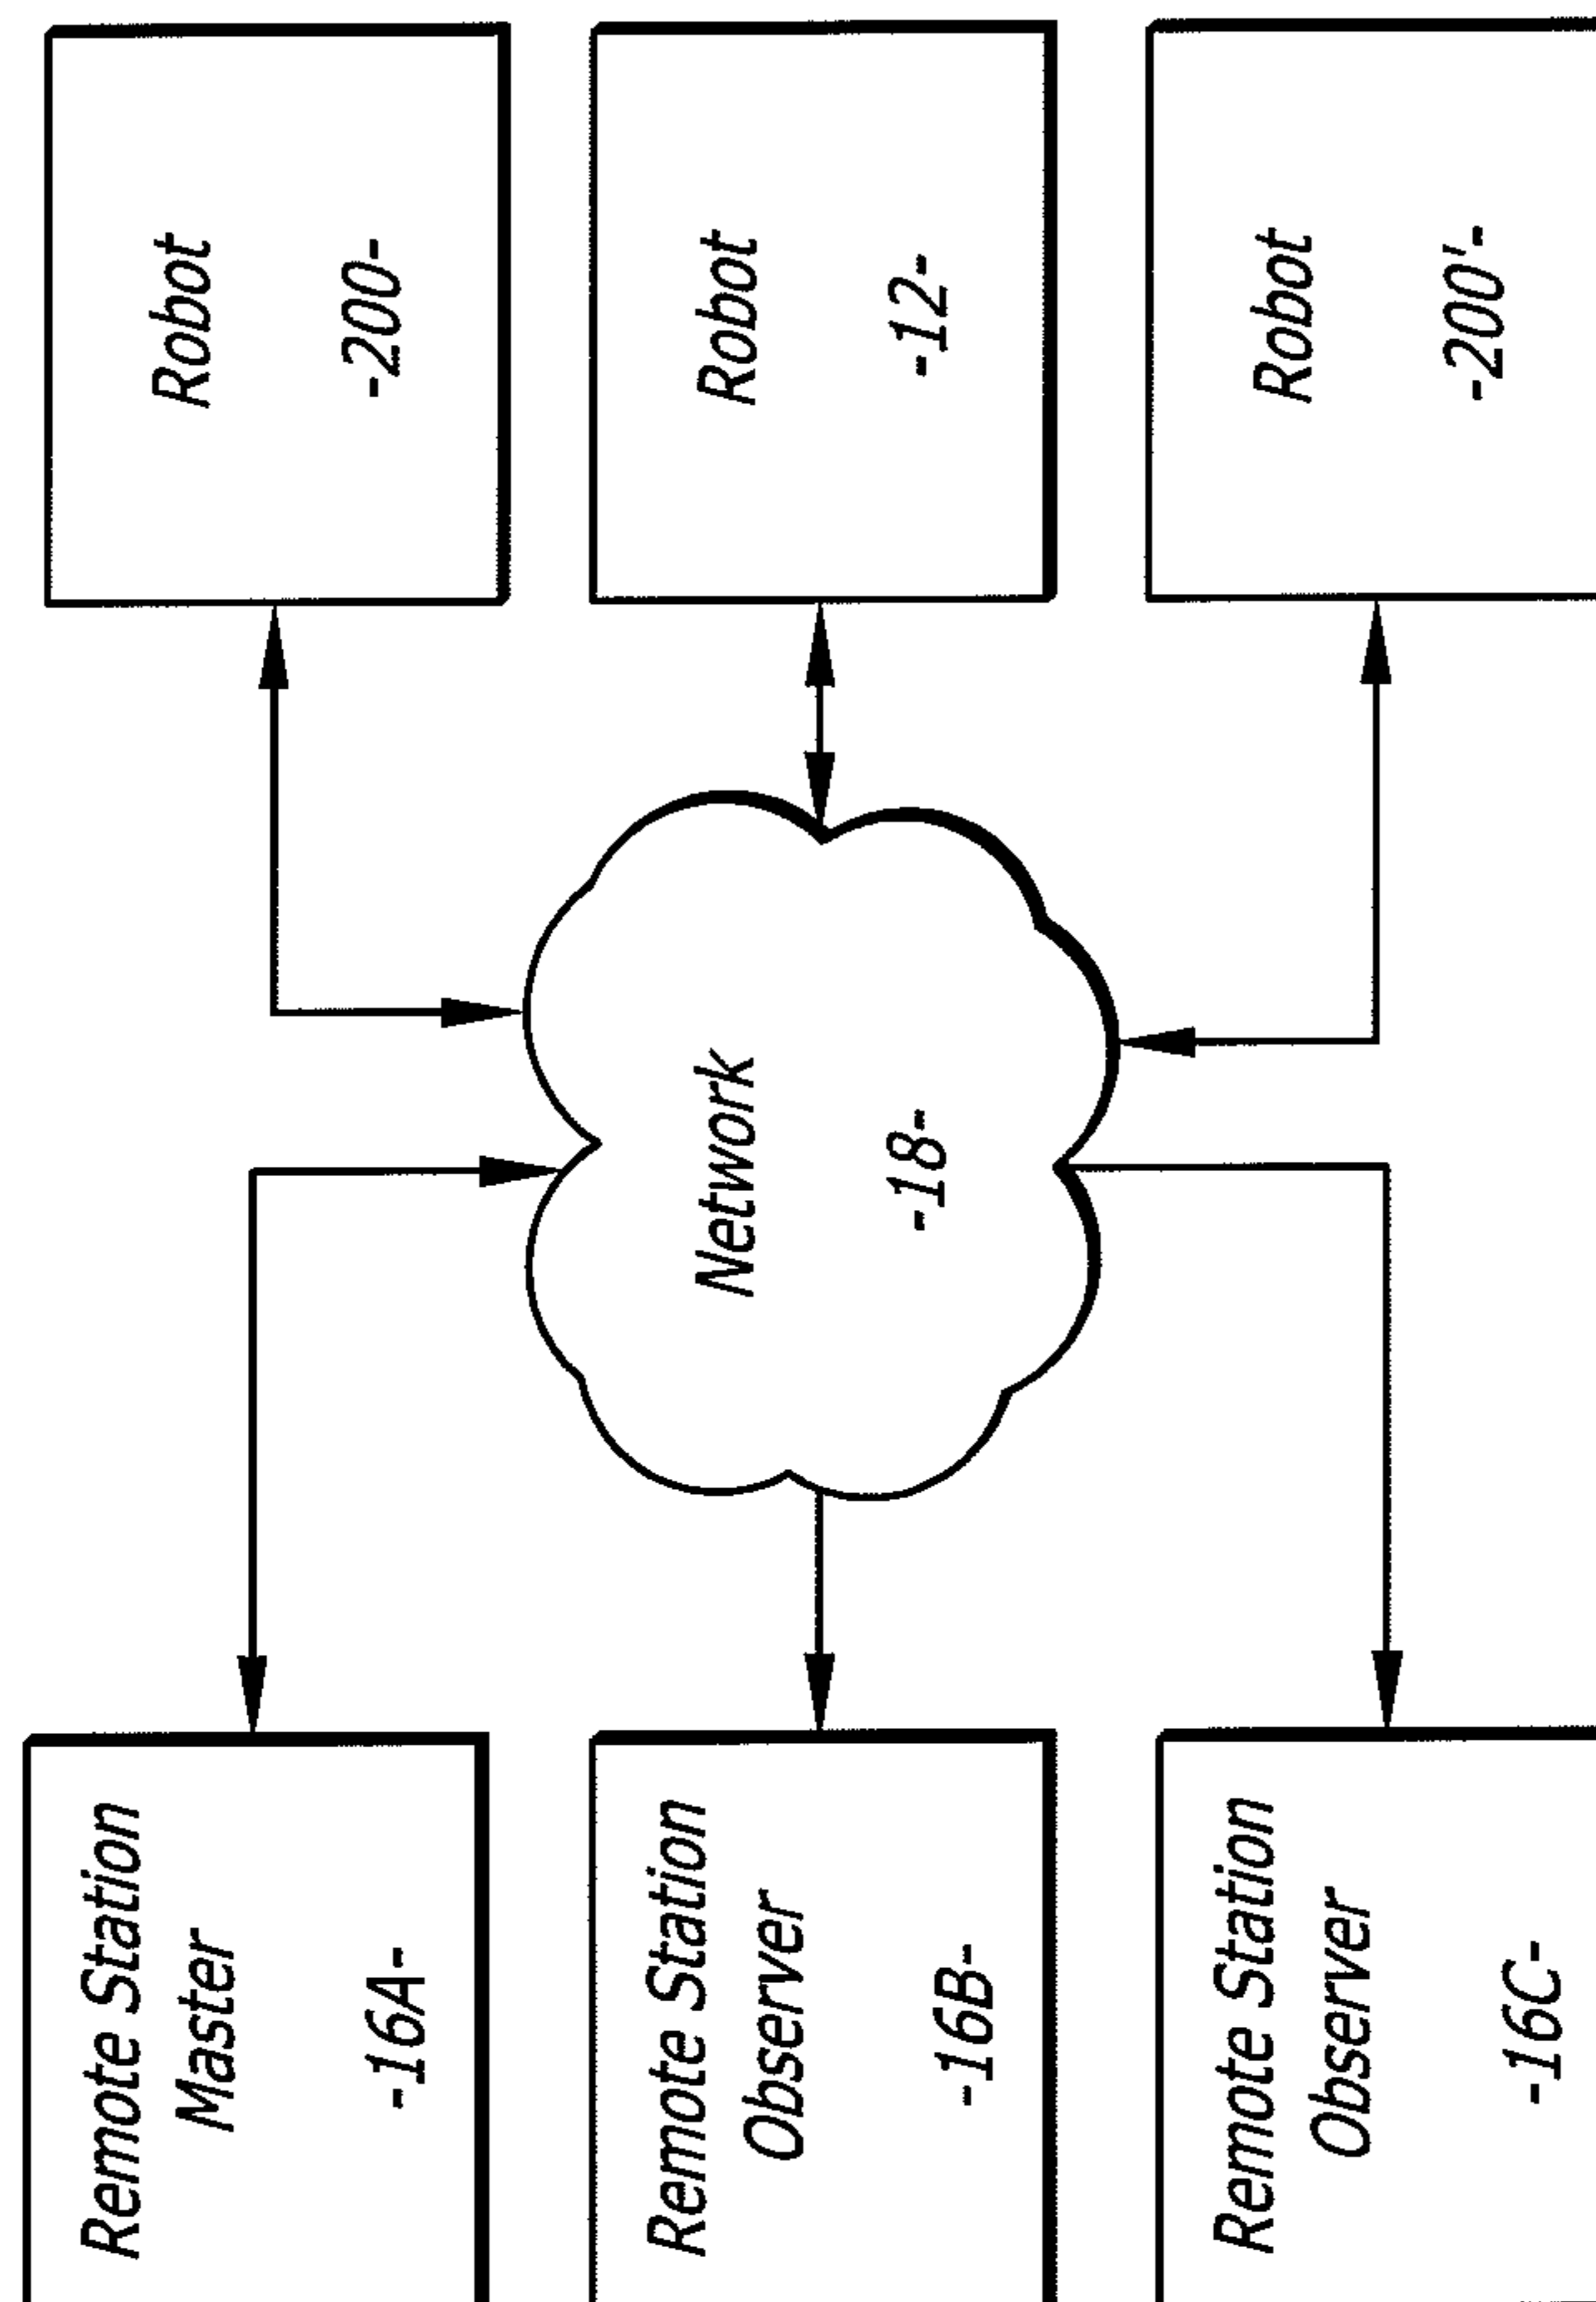 Remote Station
Master
-16A-
Remote Station
Observer
-16B-
Remote Station
Observer
-16C-
Network
-18-
Robot
-200-
Robot
-12-
Robot
-200'-